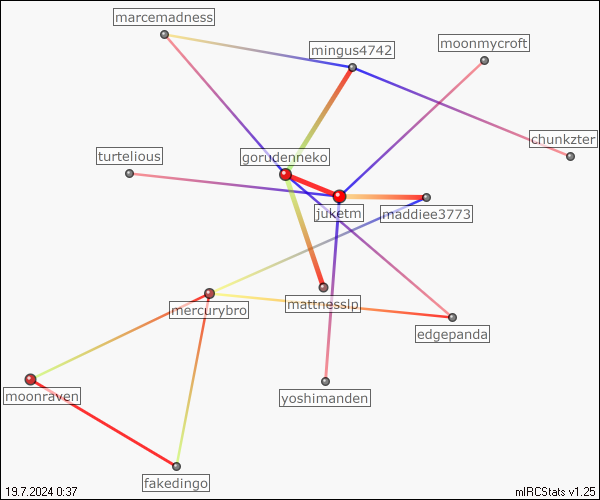 marcemadness
mingus4742
moonmycroft
chunkzter
turtelious
gorudenneko
juketm
maddiee3773
mercurybro
mattnesslp
edgepanda
moonraven
yoshimanden
fakedingo
19.7.2024 0:37
mIRCStats v1.25